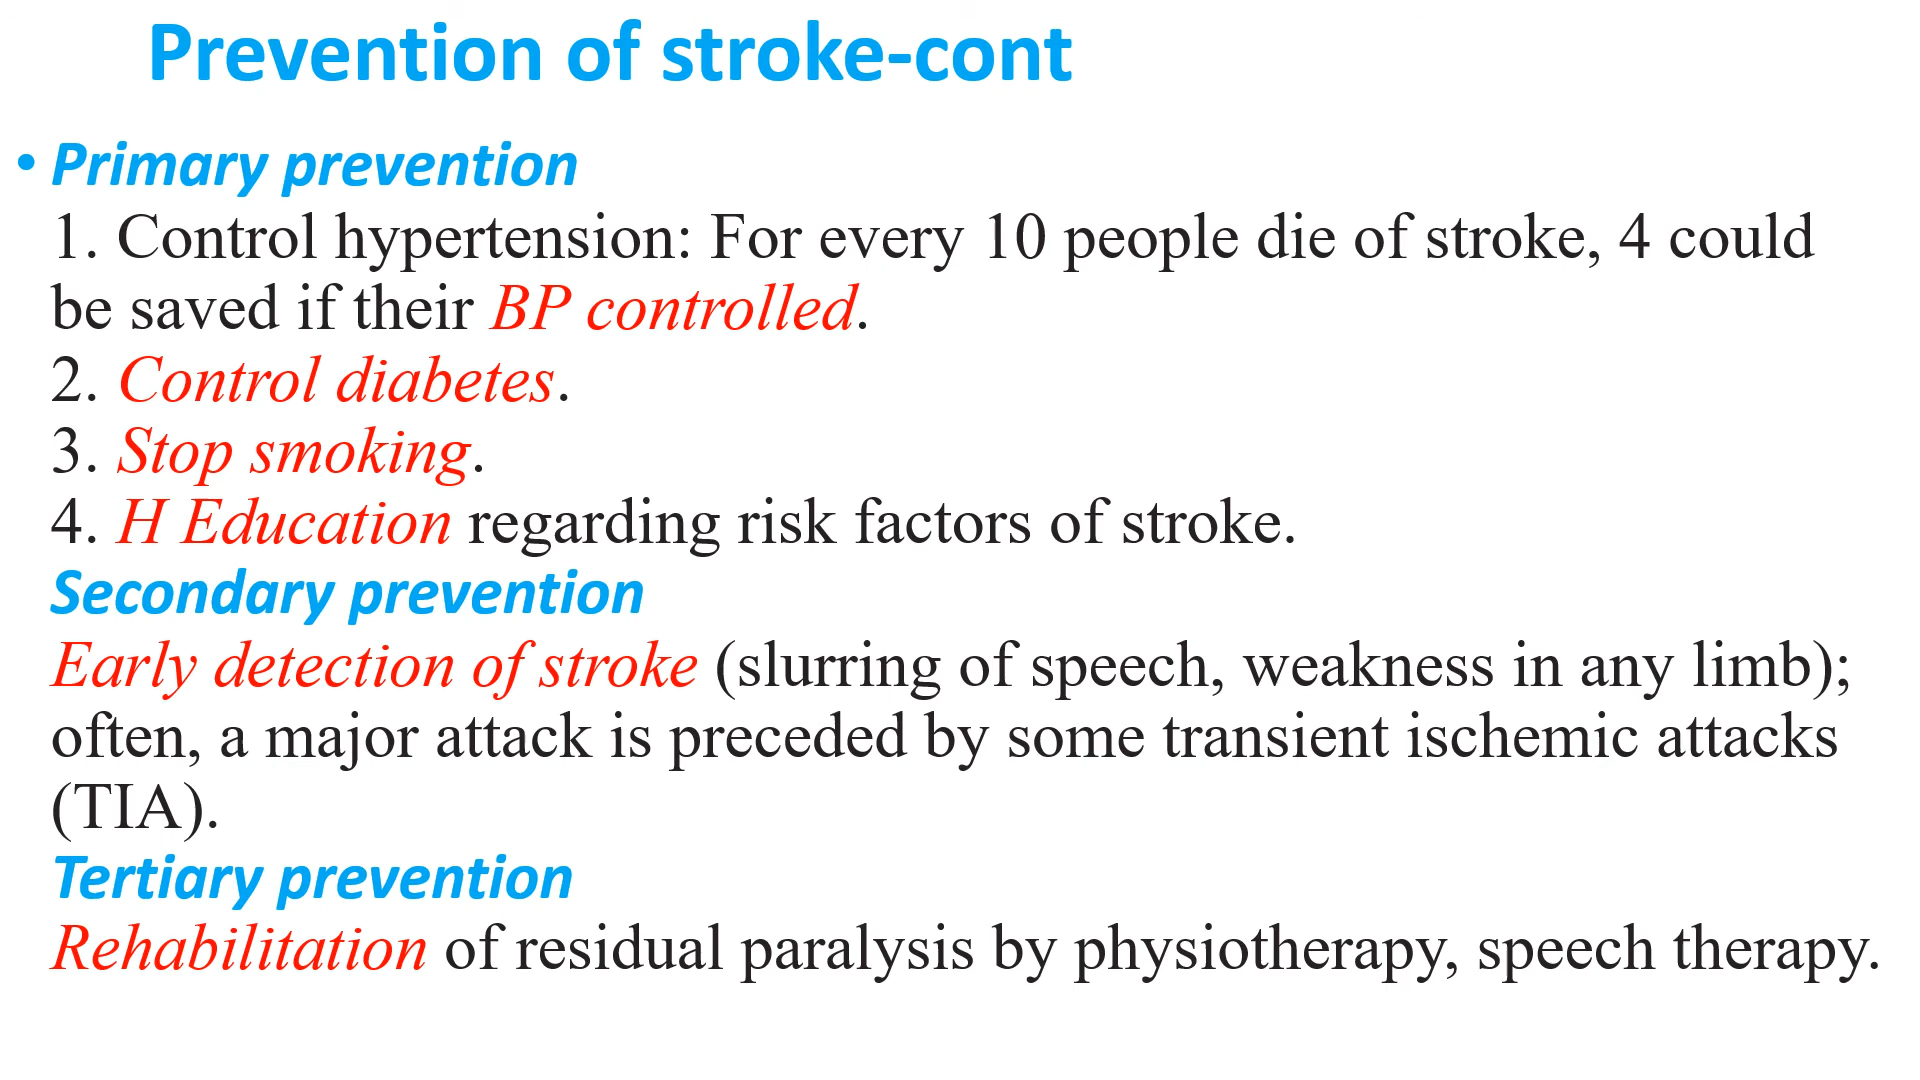 Prevention of stroke-cont
• Primary prevention
1. Control hypertension: For every 10 people die of stroke, 4 could
be saved if their BP controlled.
2. Control diabetes.
3. Stop smoking.
4. H Education regarding risk factors of stroke.
Secondary prevention
Early detection of stroke (slurring of speech, weakness in any limb);
often, a major attack is preceded by some transient ischemic attacks
(TIA).
Tertiary prevention
Rehabilitation of residual paralysis by physiotherapy, speech therapy.